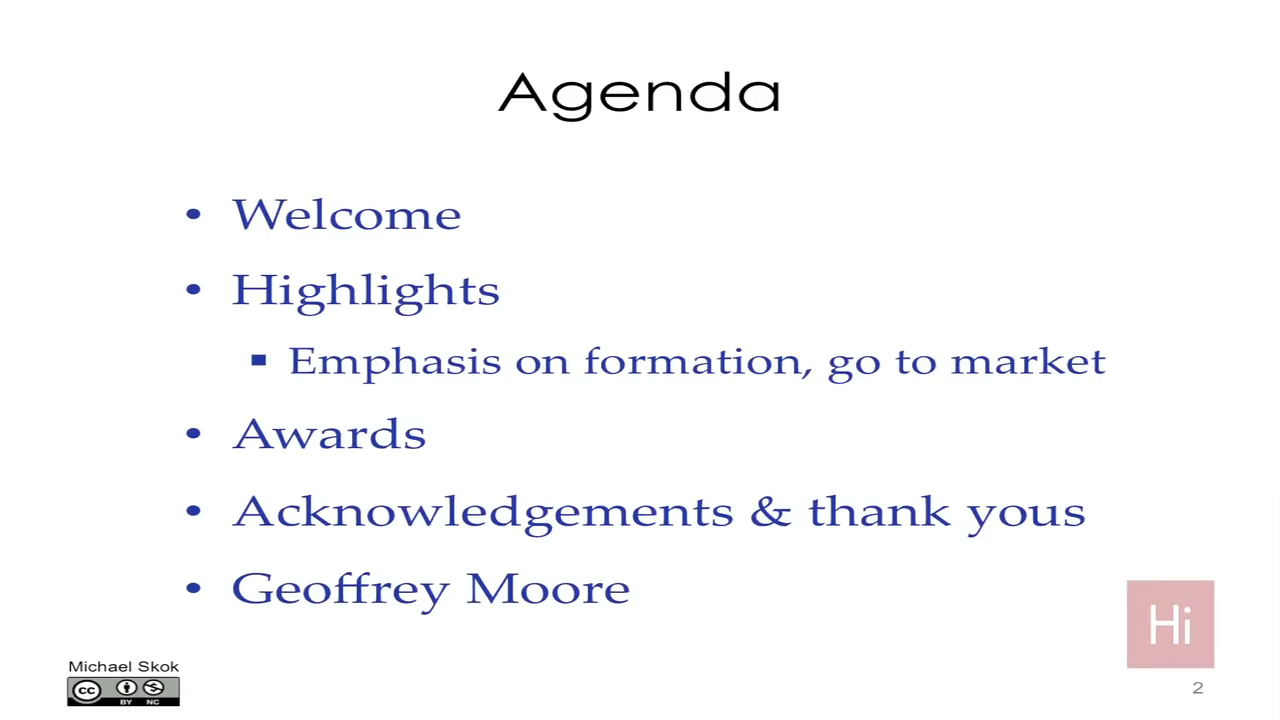 Agenda
• Welcome
• Highlights
▪ Emphasis on formation, go to market
• Awards
• Acknowledgements & thank yous
• Geoffrey Moore
Hi
Michael Skok
cc
BY NC
2